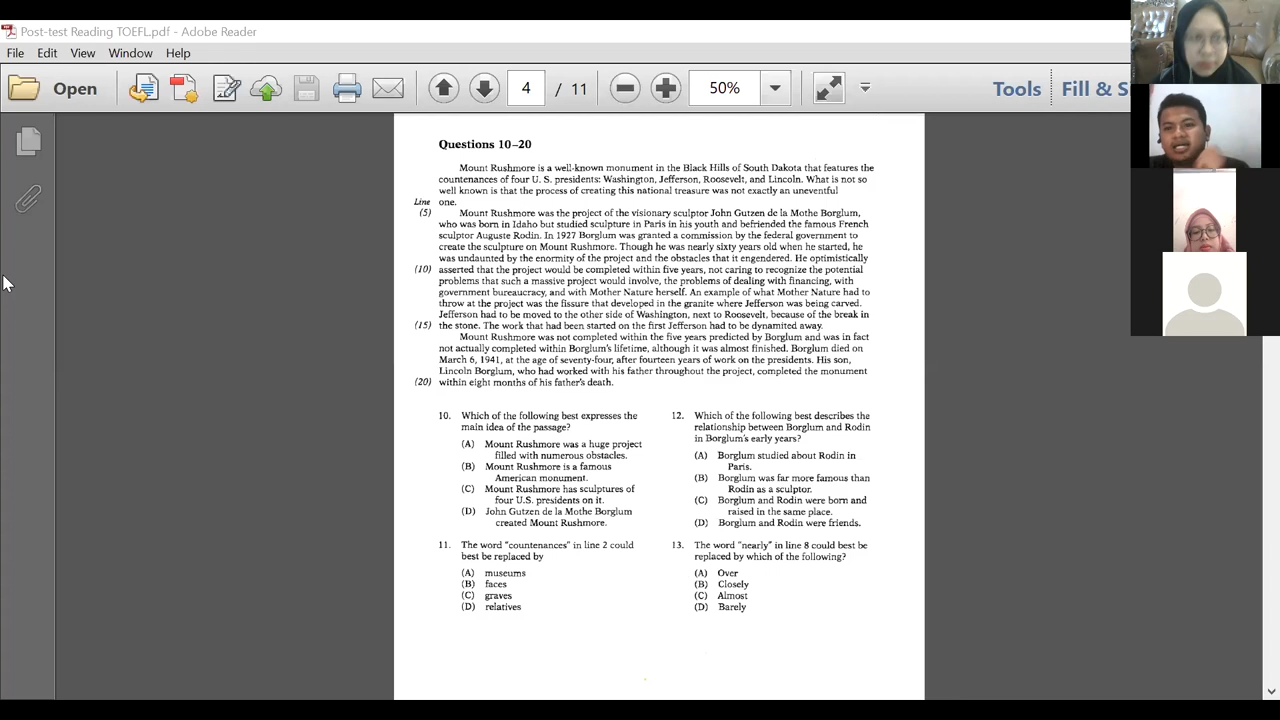 Post-test Reading TOEFL.pdf - Adobe Reader
File Edit View Window Help
Open 4 / 11 50% Tools Fill & S
Questions 10–20
Mount Rushmore is a well-known monument in the Black Hills of South Dakota that features the
countenances of four U. S. presidents: Washington, Jefferson, Roosevelt, and Lincoln. What is not so
well known is that the process of creating this national treasure was not exactly an uneventful
Line one.
(5) Mount Rushmore was the project of the visionary sculptor John Gutzen de la Mothe Borglum,
who was born in Idaho but studied sculpture in Paris in his youth and befriended the famous French
sculptor Auguste Rodin. In 1927 Borglum was granted a commission by the federal government to
create the sculpture on Mount Rushmore. Though he was nearly sixty years old when he started, he
was undaunted by the enormity of the project and the obstacles that it engendered. He optimistically
(10) asserted that the project would be completed within five years, not caring to recognize the potential
problems that such a massive project would involve, the problems of dealing with financing, with
government bureaucracy, and with Mother Nature herself. An example of what Mother Nature had to
throw at the project was the fissure that developed in the granite where Jefferson was being carved.
Jefferson had to be moved to the other side of Washington, next to Roosevelt, because of the break in
(15) the stone. The work that had been started on the first Jefferson had to be dynamited away.
Mount Rushmore was not completed within the five years predicted by Borglum and was in fact
not actually completed within Borglum's lifetime, although it was almost finished. Borglum died on
March 6, 1941, at the age of seventy-four, after fourteen years of work on the presidents. His son,
Lincoln Borglum, who had worked with his father throughout the project, completed the monument
(20) within eight months of his father's death.
10. Which of the following best expresses the
main idea of the passage?
(A) Mount Rushmore was a huge project
filled with numerous obstacles.
(B) Mount Rushmore is a famous
American monument.
(C) Mount Rushmore has sculptures of
four U.S. presidents on it.
(D) John Gutzen de la Mothe Borglum
created Mount Rushmore.
11. The word "countenances" in line 2 could
best be replaced by
(A) museums
(B) faces
(C) graves
(D) relatives
12. Which of the following best describes the
relationship between Borglum and Rodin
in Borglum's early years?
(A) Borglum studied about Rodin in
Paris.
(B) Borglum was far more famous than
Rodin as a sculptor.
(C) Borglum and Rodin were born and
raised in the same place.
(D) Borglum and Rodin were friends.
13. The word "nearly" in line 8 could best be
replaced by which of the following?
(A) Over
(B) Closely
(C) Almost
(D) Barely